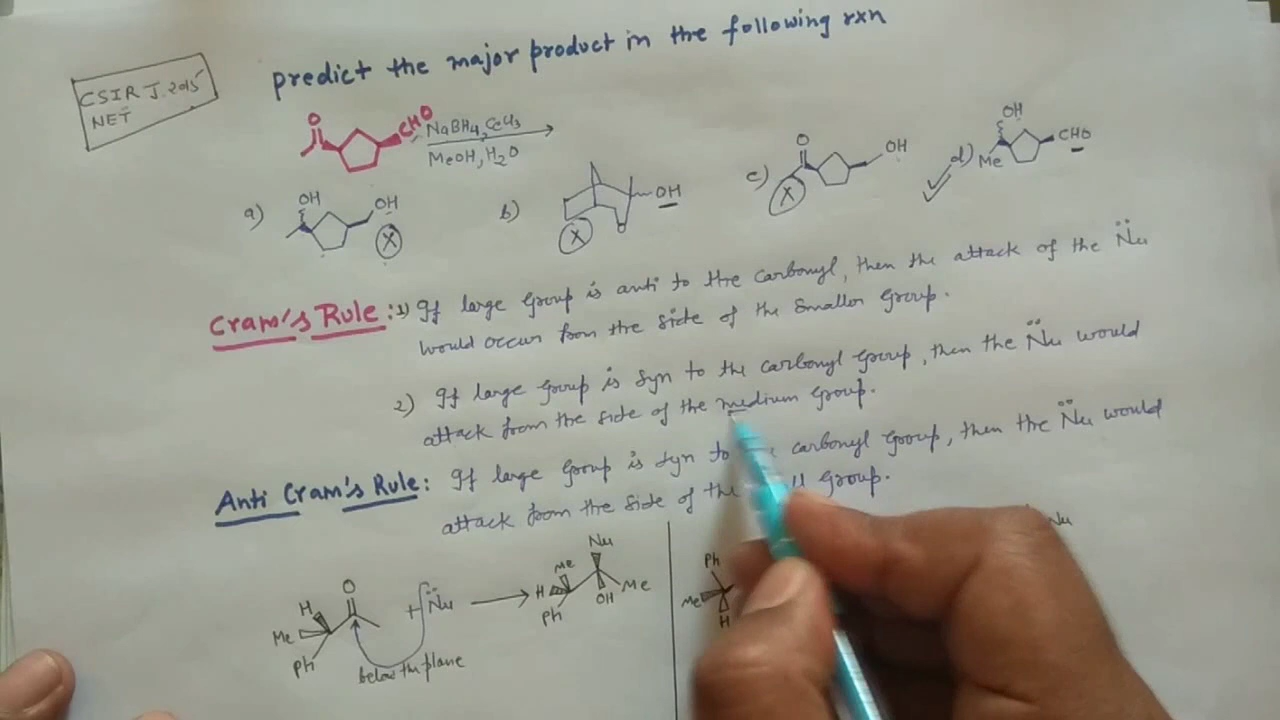 predict the major product in the following rxn
CSIR J. 2015
NET
O
CHO
NaBH4, CeCl3
MeOH, H2O
a) OH OH X
b) OH O X
c) O OH X
d) OH Me CHO
Cram's Rule: 1) If large group is anti to the carbonyl, then the attack of the Nu
would occur from the side of the smaller group.
2) If large group is syn to the carbonyl group, then the Nu would
attack from the side of the medium group.
Anti Cram's Rule: If large group is syn to carbonyl group, then the Nu would
attack from the side of the group.
H O Me Ph + Nu
below the plane
Nu Me H Ph OH Me
Ph Me H
Nu